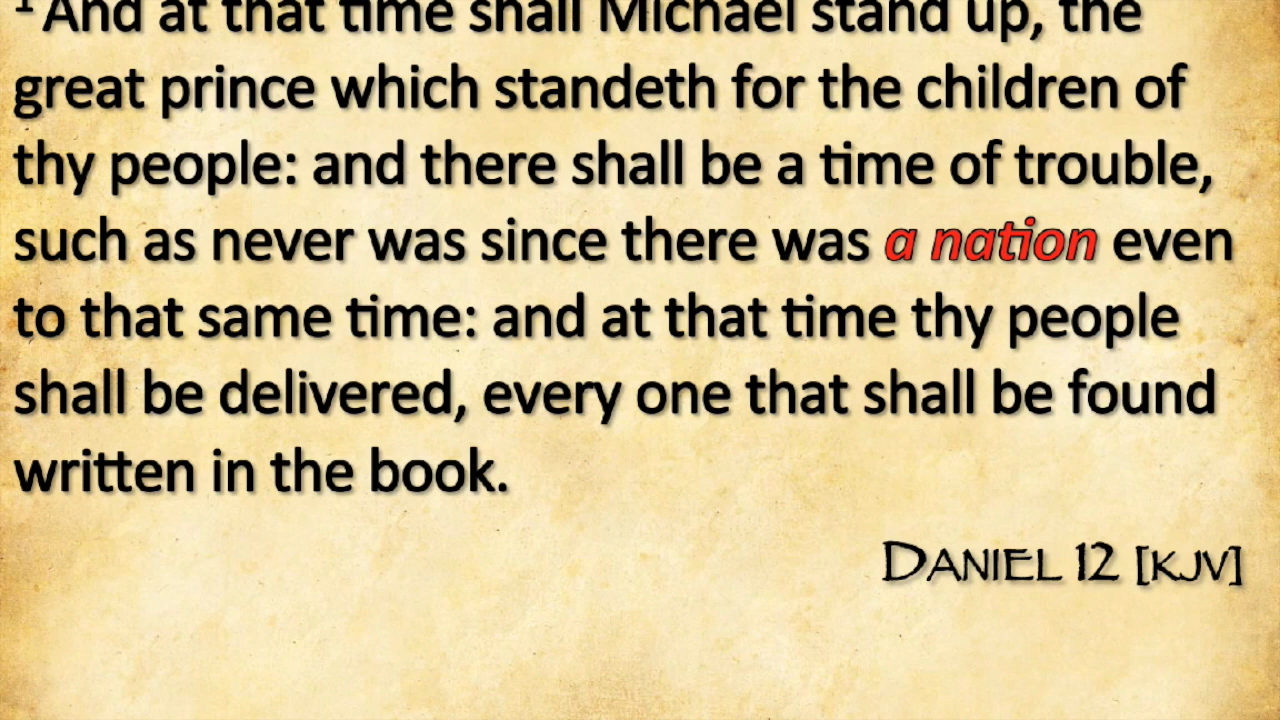 1 And at that time shall Michael stand up, the
great prince which standeth for the children of
thy people: and there shall be a time of trouble,
such as never was since there was a nation even
to that same time: and at that time thy people
shall be delivered, every one that shall be found
written in the book.
DANIEL 12 [KJV]